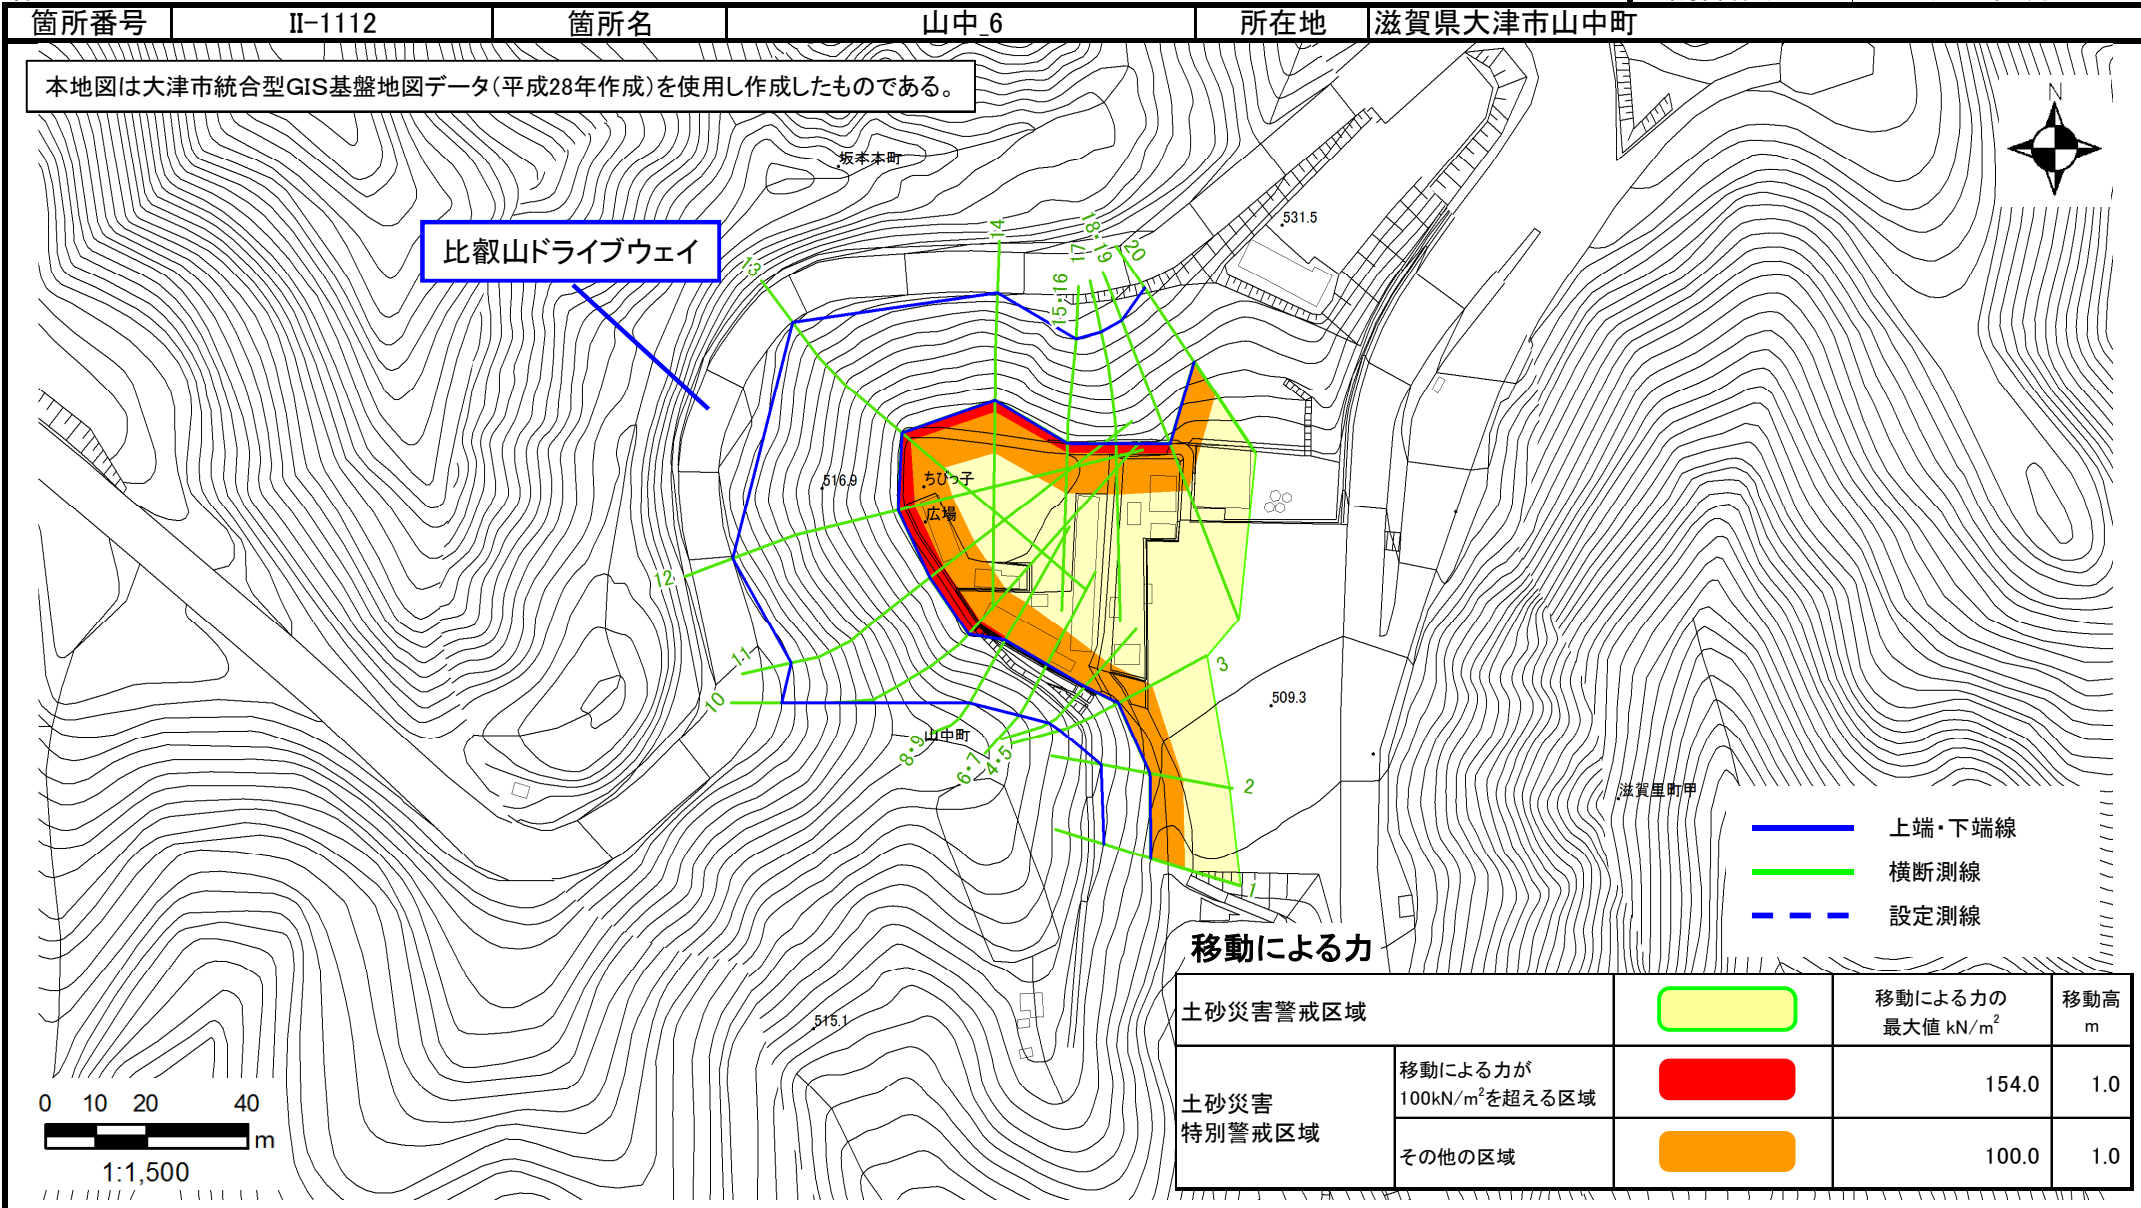 箇所番号 II-1112 箇所名 山中_6 所在地 滋賀県大津市山中町
本地図は大津市統合型GIS基盤地図データ(平成28年作成)を使用し作成したものである。
N
坂本本町
531.5
比叡山ドライブウェイ
13
14
15・16
17
18・19
20
516.9
ちびっ子
広場
12
11
10
8・9
山中町
6・7
4・5
3
2
1
509.3
滋賀里町甲
515.1
上端・下端線
横断測線
設定測線
移動による力
土砂災害警戒区域
移動による力の
最大値 kN/m²
移動高
m
土砂災害
特別警戒区域
移動による力が
100kN/m²を超える区域
154.0 1.0
その他の区域
100.0 1.0
0 10 20 40
m
1:1,500